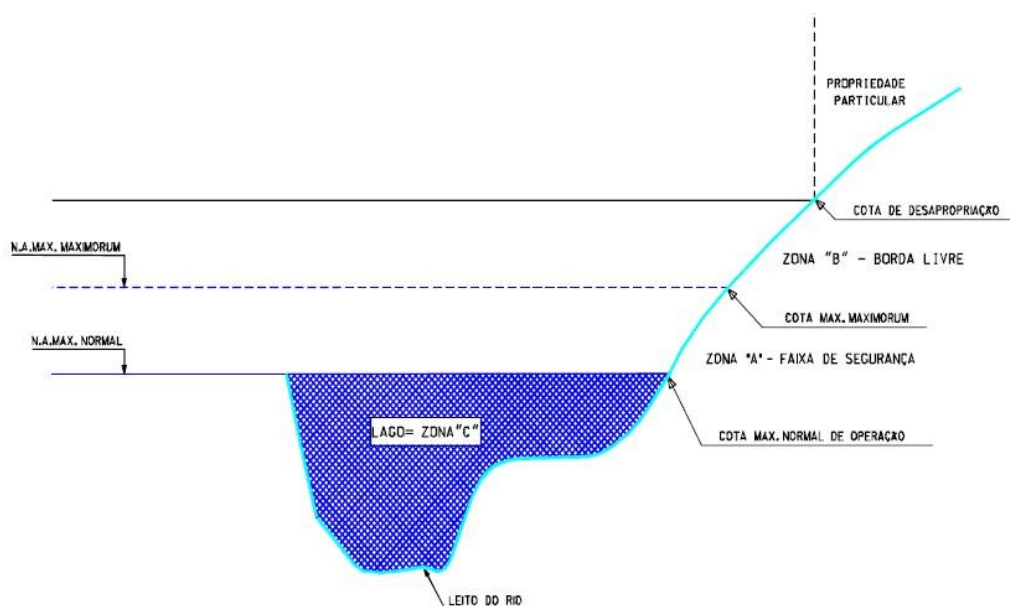 PROPRIEDADE
PARTICULAR
COTA DE DESAPROPRIAÇÃO
N.A.MAX. MAXIMORUM
ZONA "B" - BORDA LIVRE
COTA MAX. MAXIMORUM
N.A.MAX. NORMAL
ZONA "A" - FAIXA DE SEGURANÇA
LAGO= ZONA"C"
COTA MAX. NORMAL DE OPERAÇÃO
LEITO DO RIO